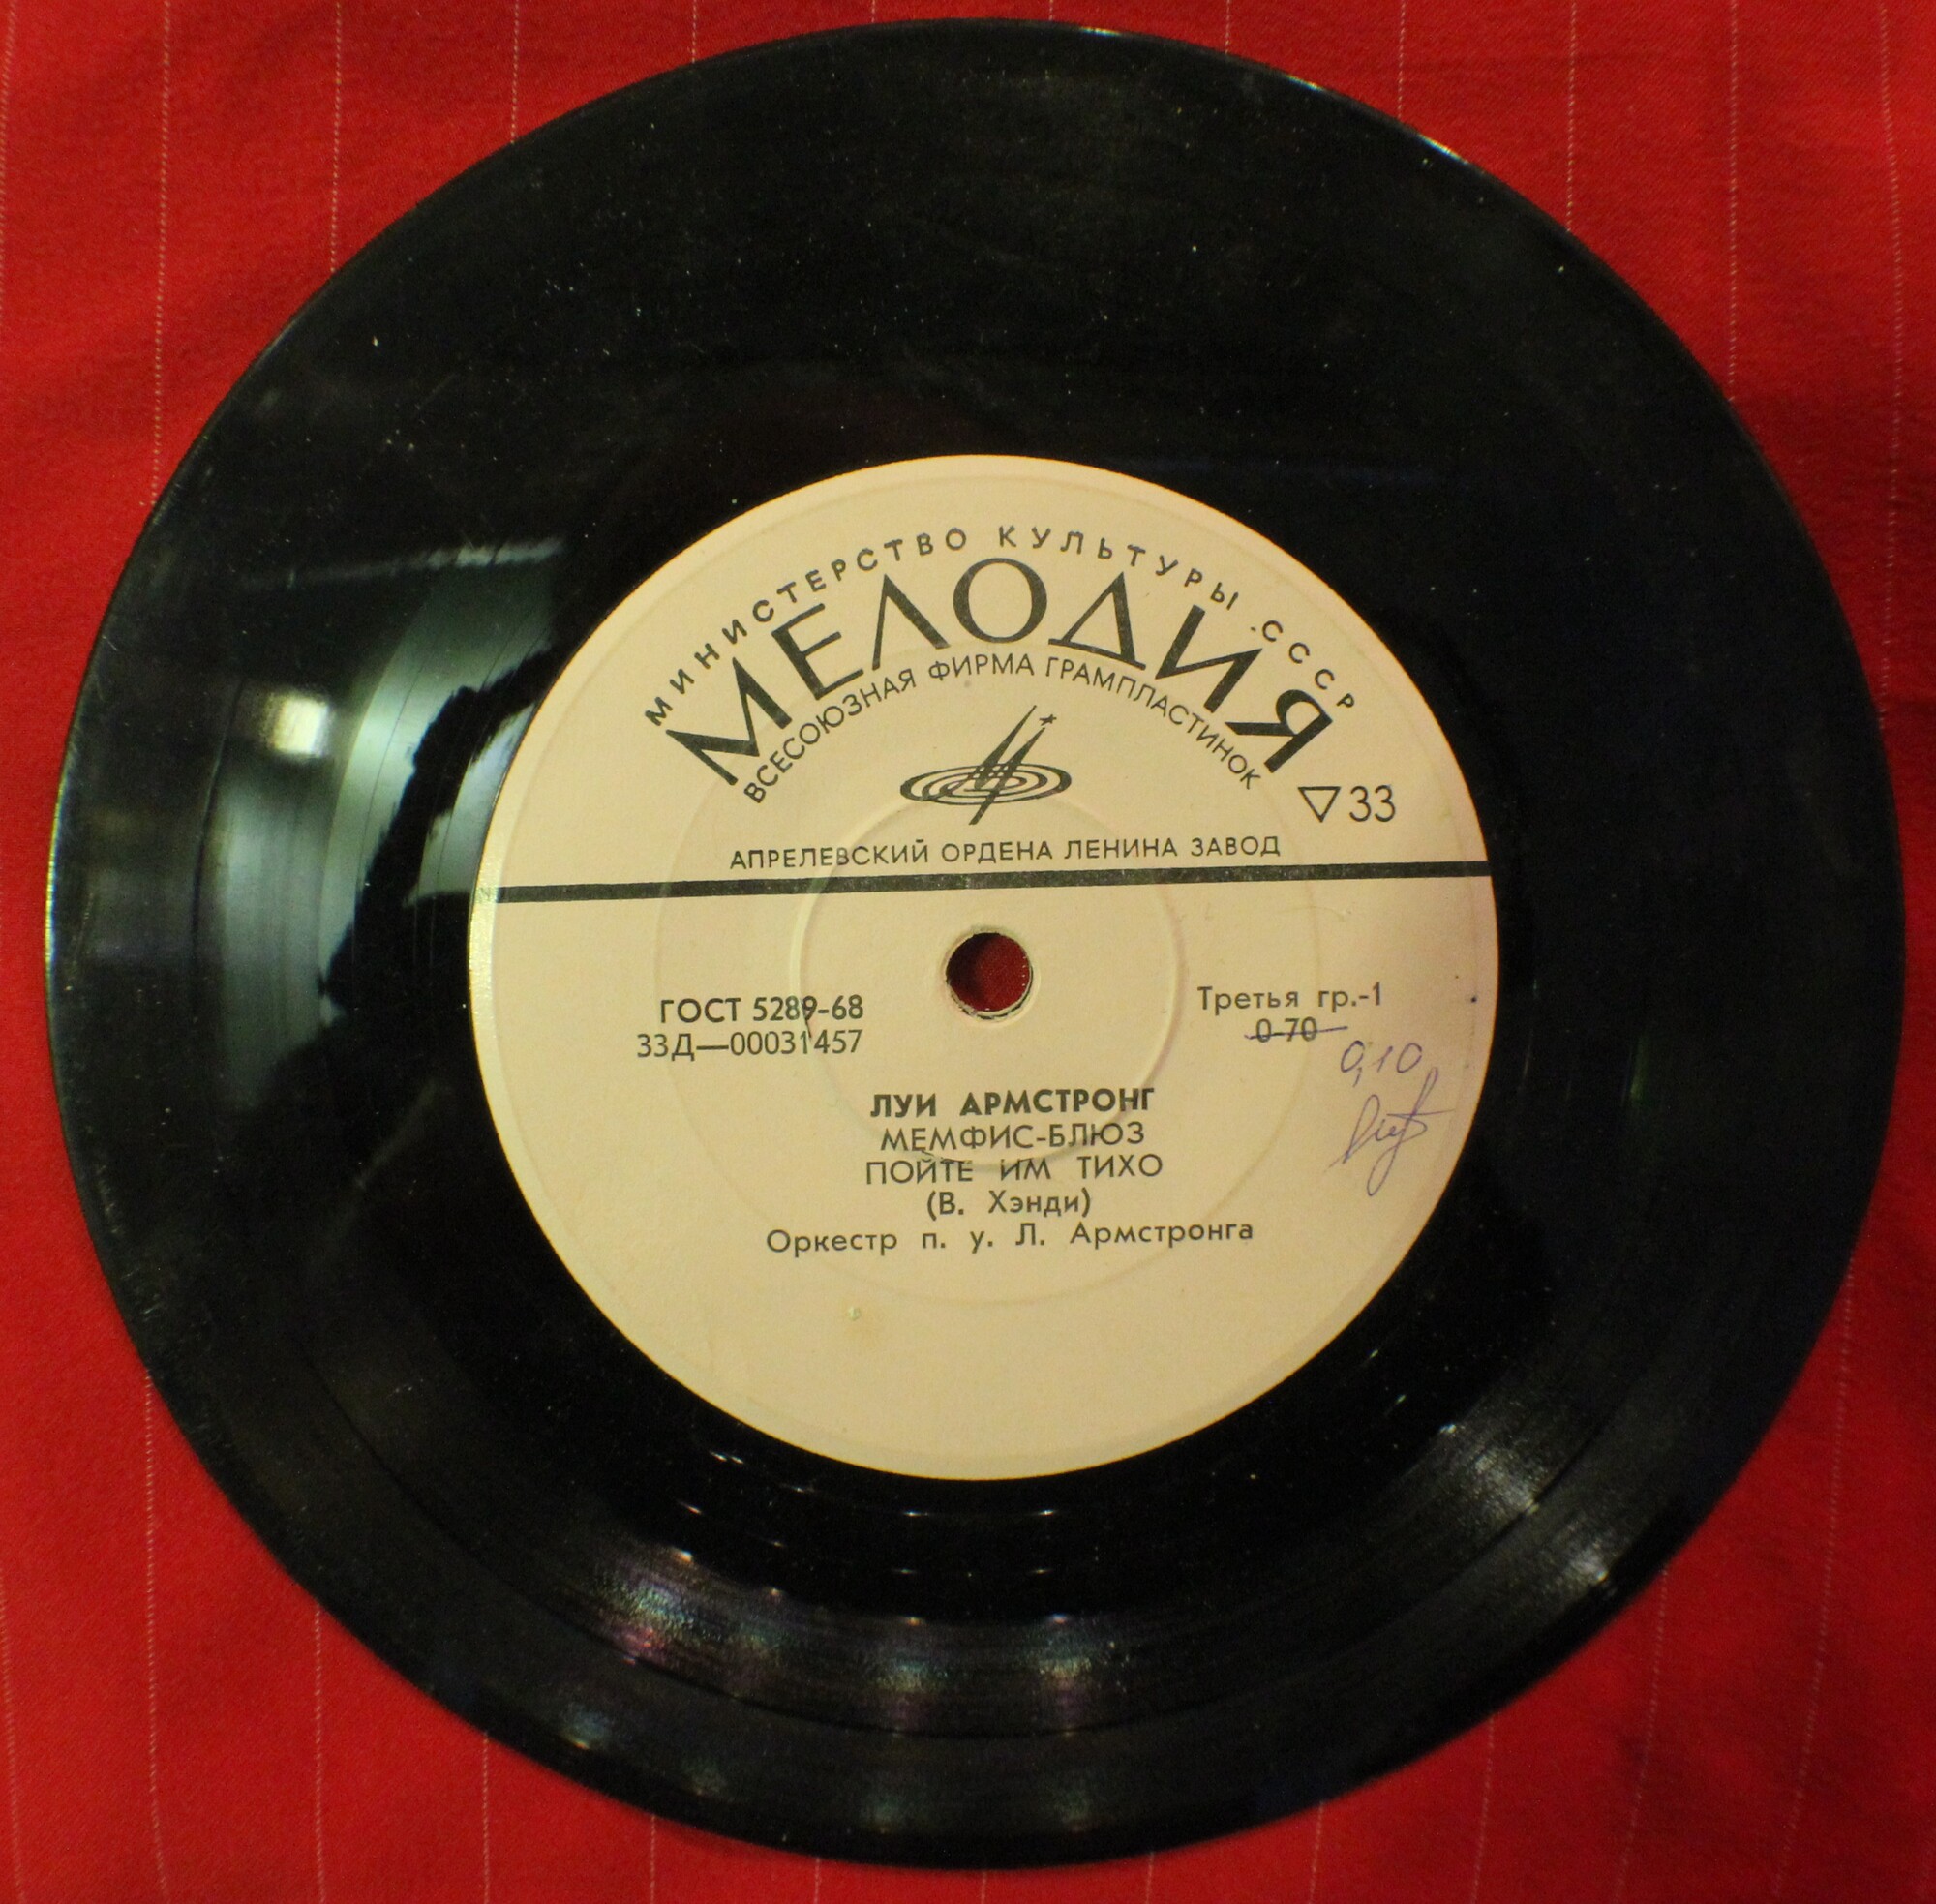 МИНИСТЕРСТВО КУЛЬТУРЫ СССР
МЕЛОДИЯ
ВСЕСОЮЗНАЯ ФИРМА ГРАМПЛАСТИНОК
▽33
АПРЕЛЕВСКИЙ ОРДЕНА ЛЕНИНА ЗАВОД
ГОСТ 5289-68
33Д—00031457
Третья гр.-1
0-70
0,10
ЛУИ АРМСТРОНГ
МЕМФИС-БЛЮЗ
ПОЙТЕ ИМ ТИХО
(В. Хэнди)
Оркестр п. у. Л. Армстронга